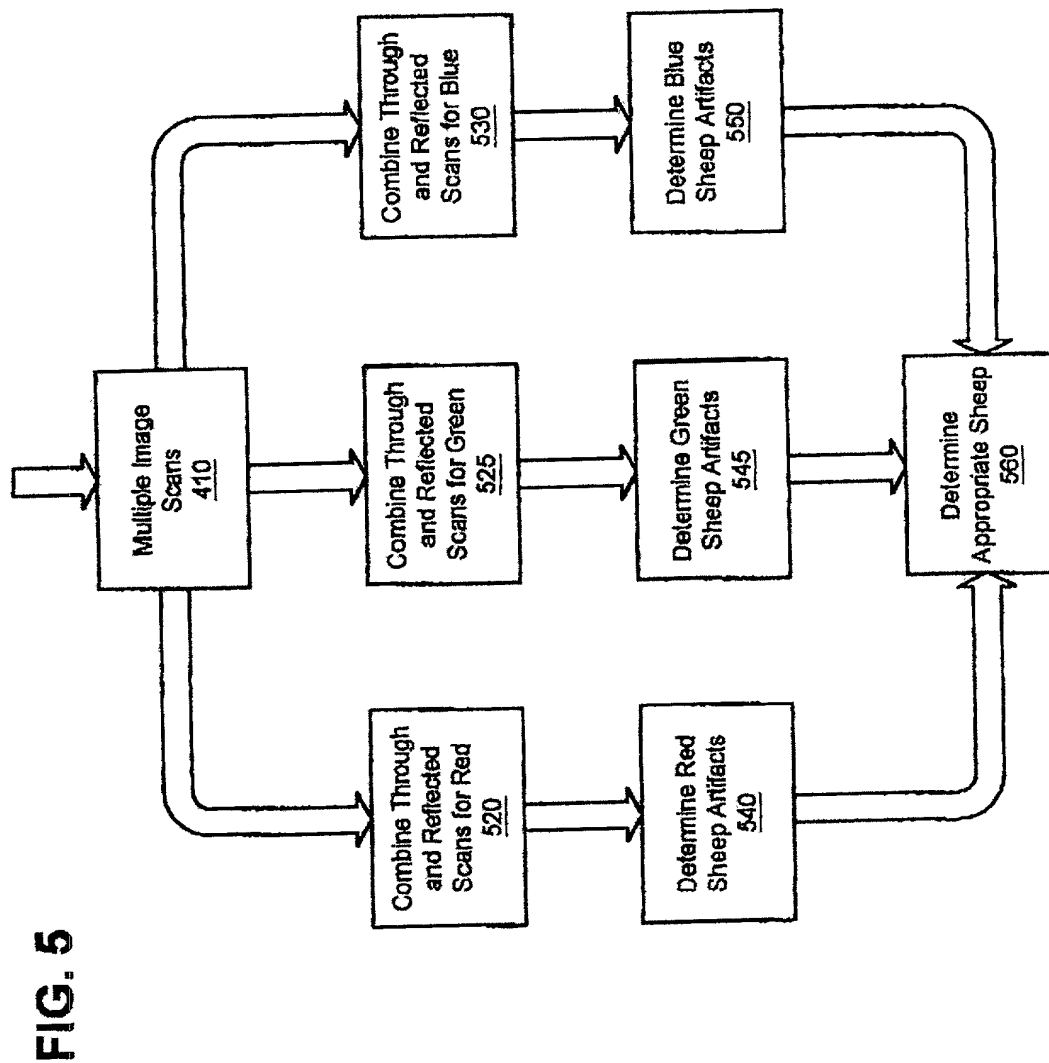 FIG. 5
Multiple Image
Scans
410
Combine Through
and Reflected
Scans for Red
520
Combine Through
and Reflected
Scans for Green
525
Combine Through
and Reflected
Scans for Blue
530
Determine Red
Sheep Artifacts
540
Determine Green
Sheep Artifacts
545
Determine Blue
Sheep Artifacts
550
Determine
Appropriate Sheep
560